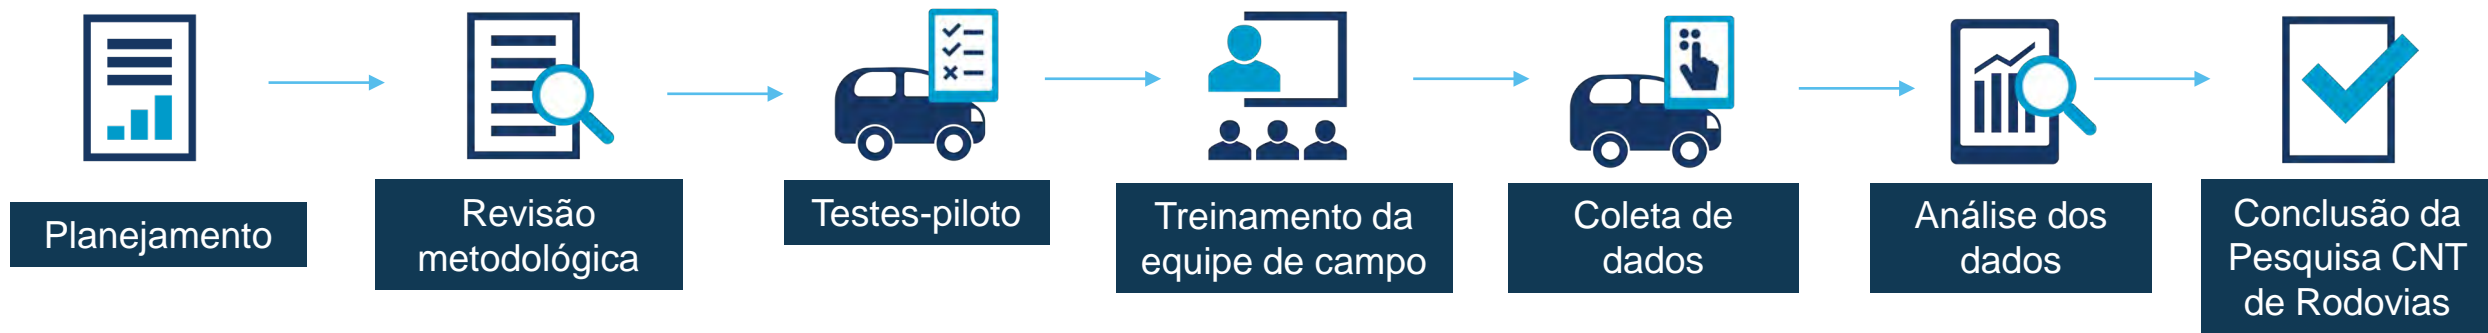 Planejamento
Revisão
metodológica
Testes-piloto
Treinamento da
equipe de campo
Coleta de
dados
Análise dos
dados
Conclusão da
Pesquisa CNT
de Rodovias